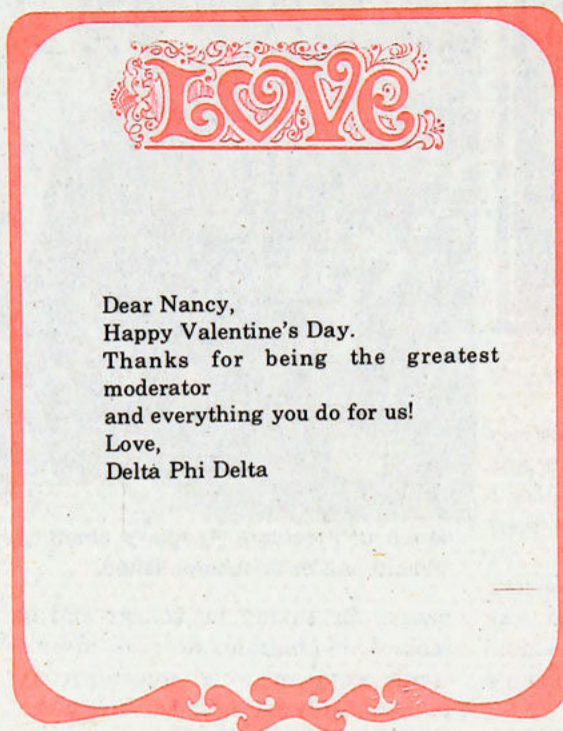 LOVE
Dear Nancy,
Happy Valentine's Day.
Thanks for being the greatest
moderator
and everything you do for us!
Love,
Delta Phi Delta